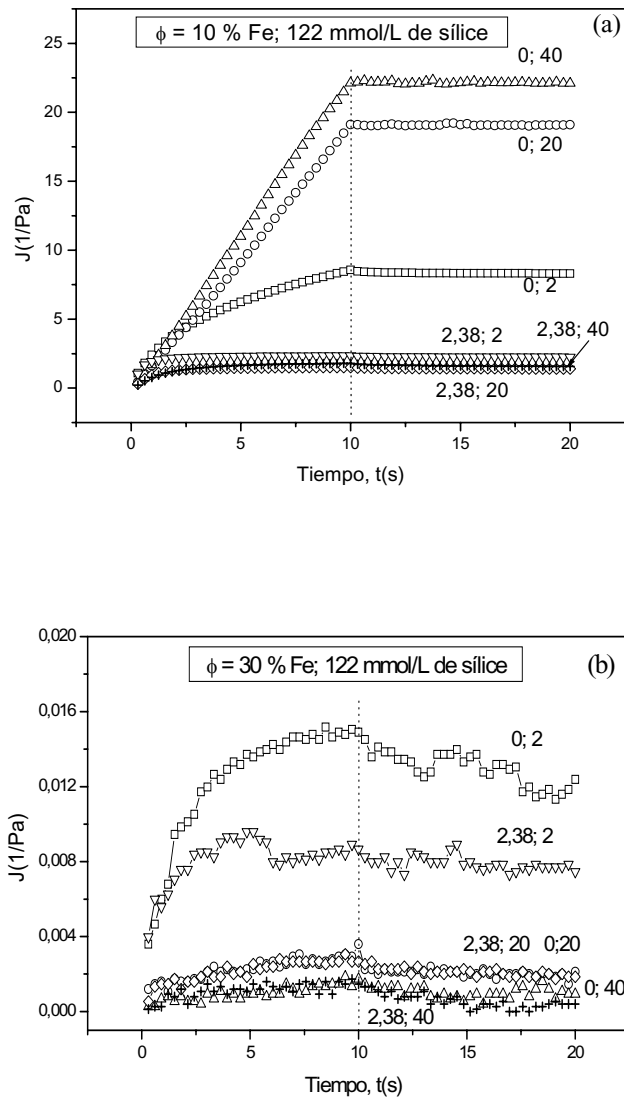 ϕ = 10 % Fe; 122 mmol/L de sílice
(a)
0; 40
0; 20
0; 2
2,38; 2
2,38; 40
2,38; 20
25
20
15
10
5
0
J(1/Pa)
0 5 10 15 20
Tiempo, t(s)
ϕ = 30 % Fe; 122 mmol/L de sílice
(b)
0; 2
2,38; 2
2,38; 20 0;20
0; 40
2,38; 40
0,020
0,016
0,012
0,008
0,004
0,000
J(1/Pa)
0 5 10 15 20
Tiempo, t(s)